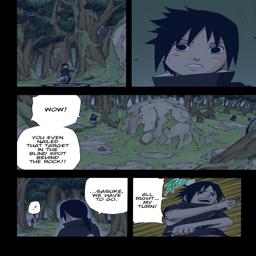 WOW!
YOU EVEN
NAILED
THAT TARGET
IN THE
BLIND SPOT
BEHIND
THE ROCK!!
!
...SASUKE,
WE HAVE
TO GO.
ALL
RIGHT...
MY
TURN!